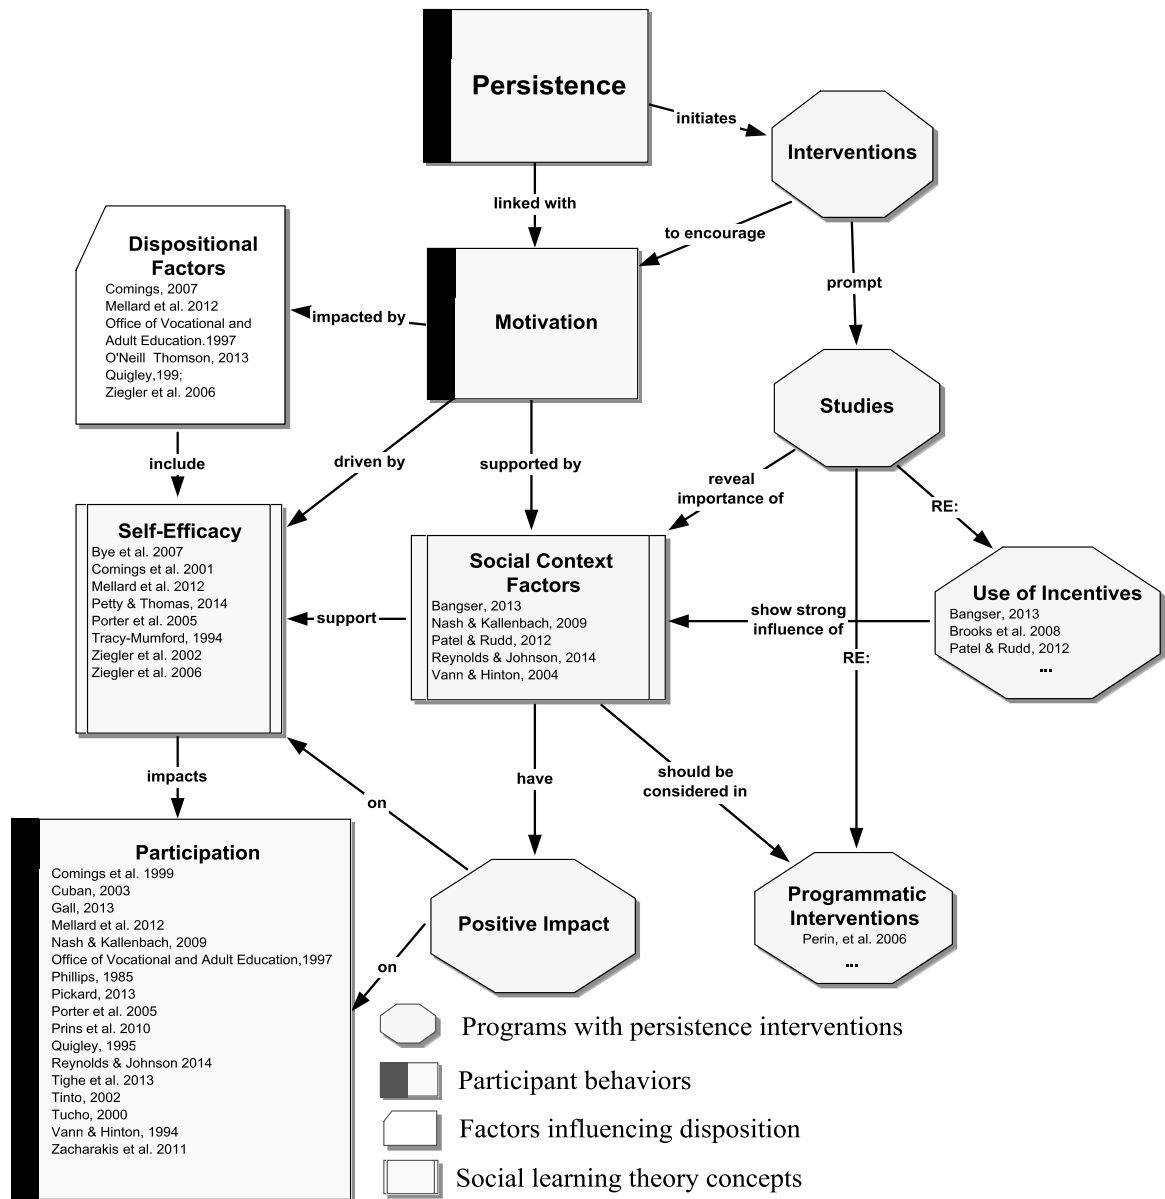 Persistence
initiates
Interventions
linked with
to encourage
prompt
Dispositional
Factors
Comings, 2007
Mellard et al. 2012
Office of Vocational and
Adult Education.1997
O'Neill  Thomson, 2013
Quigley,199;
Ziegler et al. 2006
impacted by
Motivation
Studies
include
driven by
supported by
reveal
importance of
RE:
Self-Efficacy
Bye et al. 2007
Comings et al. 2001
Mellard et al. 2012
Petty & Thomas, 2014
Porter et al. 2005
Tracy-Mumford, 1994
Ziegler et al. 2002
Ziegler et al. 2006
support
Social Context
Factors
Bangser, 2013
Nash & Kallenbach, 2009
Patel & Rudd, 2012
Reynolds & Johnson, 2014
Vann & Hinton, 2004
show strong
influence of
RE:
Use of Incentives
Bangser, 2013
Brooks et al. 2008
Patel & Rudd, 2012
...
impacts
on
have
should be
considered in
Participation
Comings et al. 1999
Cuban, 2003
Gall, 2013
Mellard et al. 2012
Nash & Kallenbach, 2009
Office of Vocational and Adult Education,1997
Phillips, 1985
Pickard, 2013
Porter et al. 2005
Prins et al. 2010
Quigley, 1995
Reynolds & Johnson 2014
Tighe et al. 2013
Tinto, 2002
Tucho, 2000
Vann & Hinton, 1994
Zacharakis et al. 2011
on
Positive Impact
Programmatic
Interventions
Perin, et al. 2006
...
Programs with persistence interventions
Participant behaviors
Factors influencing disposition
Social learning theory concepts